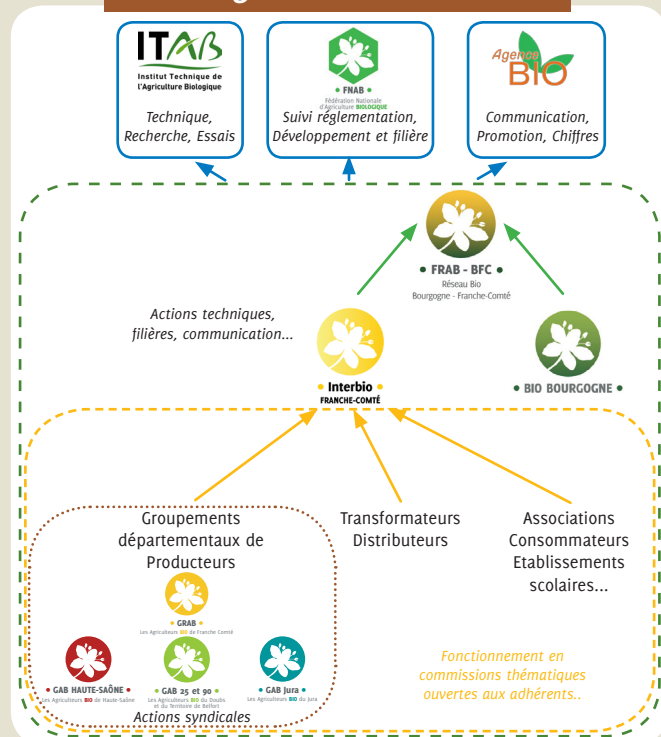 ITAB
Institut Technique de
l'Agriculture Biologique
Technique,
Recherche, Essais
• FNAB •
Fédération Nationale
d'Agriculture BIOLOGIQUE
Suivi réglementation,
Développement et filière
Agence
BIO
Communication,
Promotion, Chiffres
• FRAB - BFC •
Réseau Bio
Bourgogne - Franche-Comté
Actions techniques,
filières, communication...
• Interbio •
FRANCHE-COMTÉ
• BIO BOURGOGNE •
Groupements
départementaux de
Producteurs
Transformateurs
Distributeurs
Associations
Consommateurs
Etablissements
scolaires...
• GRAB •
Les Agriculteurs BIO de Franche Comté
• GAB HAUTE-SAÔNE •
Les Agriculteurs BIO de Haute-Saône
• GAB 25 et 90 •
Les Agriculteurs BIO du Doubs
et du Territoire de Belfort
• GAB Jura •
Les Agriculteurs BIO du Jura
Actions syndicales
Fonctionnement en
commissions thématiques
ouvertes aux adhérents..